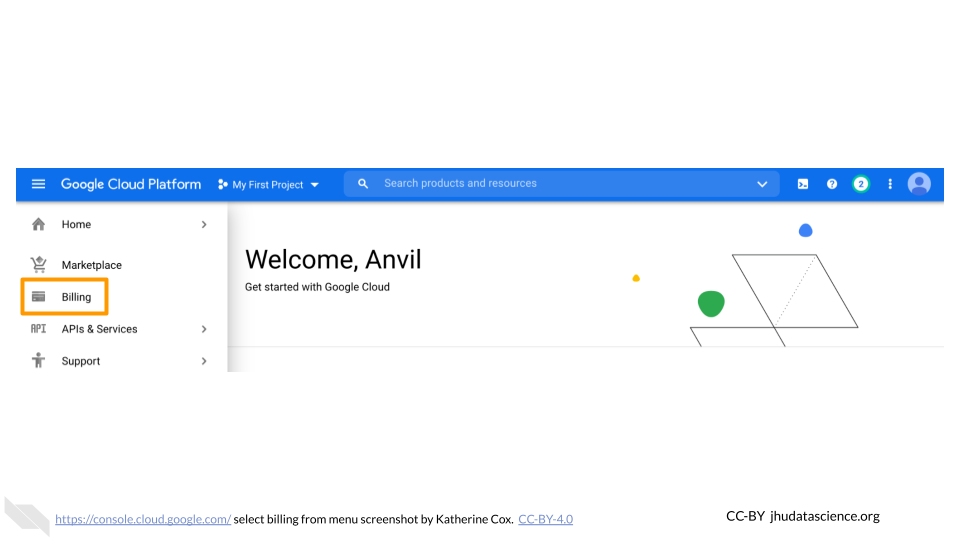 Google Cloud Platform My First Project Search products and resources 2
Home
Marketplace
Billing
API APIs & Services
Support
Welcome, Anvil
Get started with Google Cloud
https://console.cloud.google.com/ select billing from menu screenshot by Katherine Cox. CC-BY-4.0
CC-BY jhudatascience.org